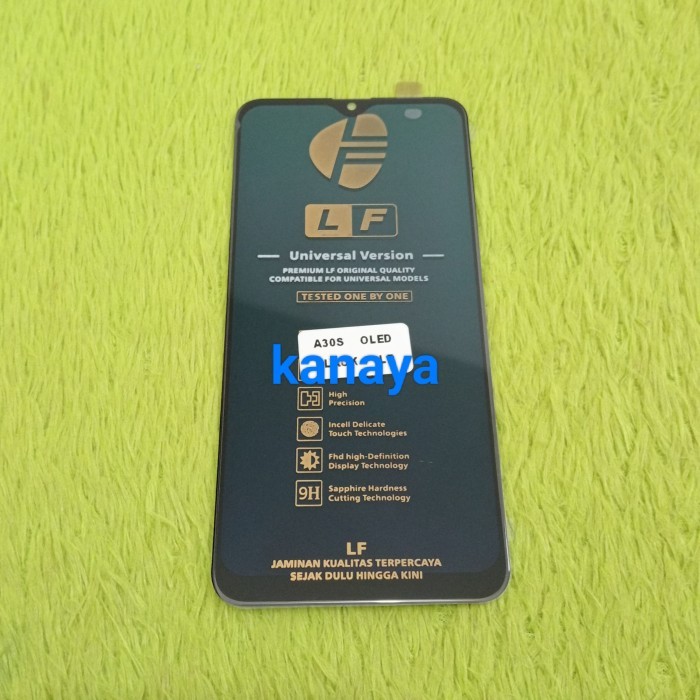 LF
L F
Universal Version
PREMIUM LF ORIGINAL QUALITY
COMPATIBLE FOR UNIVERSAL MODELS
TESTED ONE BY ONE
A30S OLED
kanaya
High
Precision
Incell Delicate
Touch Technologies
Fhd high-Definition
Display Technology
9H
Sapphire Hardness
Cutting Technology
LF
JAMINAN KUALITAS TERPERCAYA
SEJAK DULU HINGGA KINI